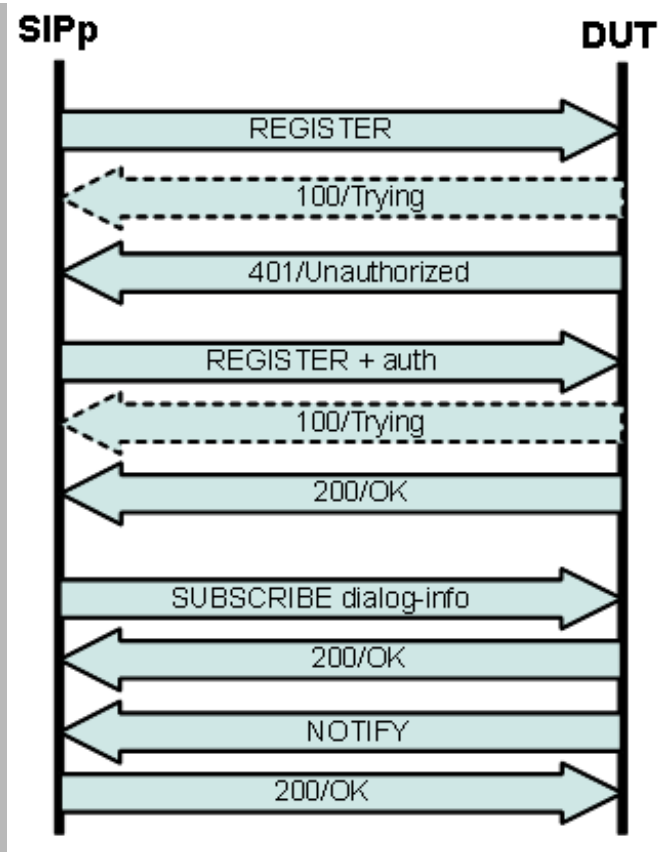 SIPp
DUT
REGISTER
100/Trying
401/Unauthorized
REGISTER + auth
100/Trying
200/OK
SUBSCRIBE dialog-info
200/OK
NOTIFY
200/OK